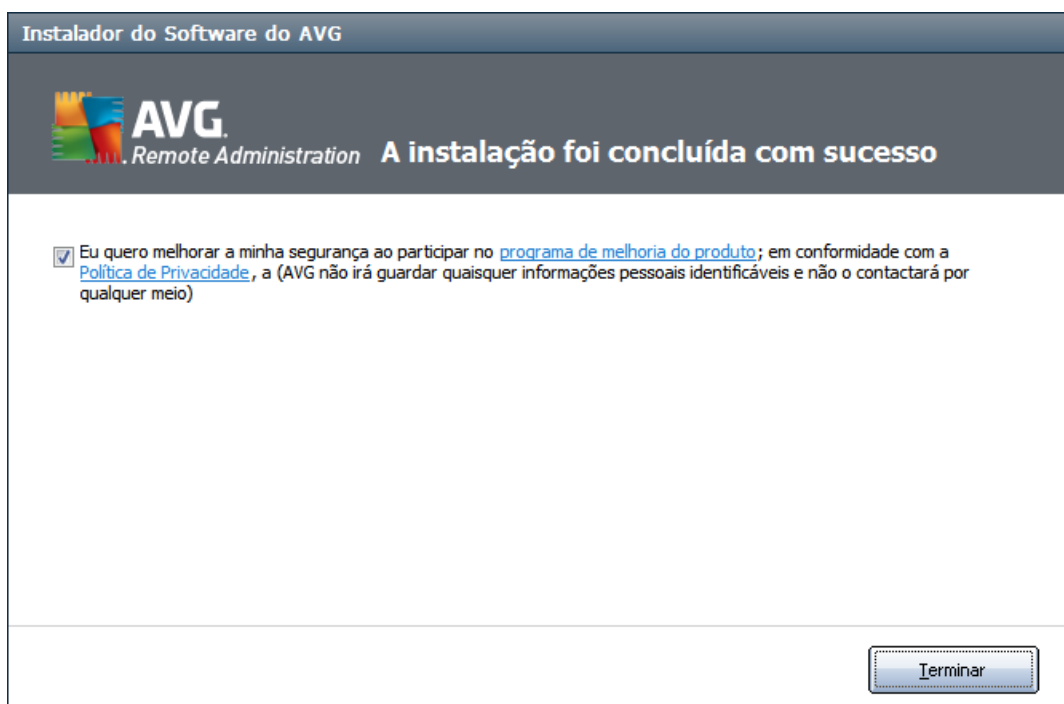 Instalador do Software do AVG
AVG.
Remote Administration A instalação foi concluída com sucesso
Eu quero melhorar a minha segurança ao participar no programa de melhoria do produto; em conformidade com a
Política de Privacidade, a (AVG não irá guardar quaisquer informações pessoais identificáveis e não o contactará por
qualquer meio)
Terminar